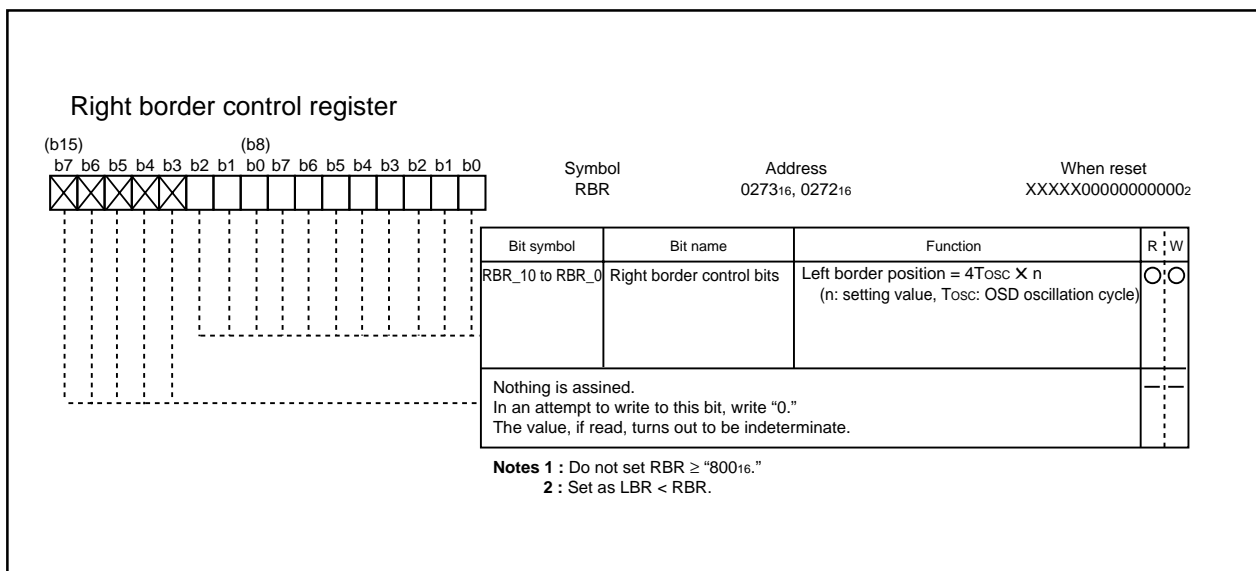 Right border control register
(b15) (b8)
b7 b6 b5 b4 b3 b2 b1 b0 b7 b6 b5 b4 b3 b2 b1 b0
Symbol Address When reset
RBR 027316, 027216 XXXXX000000000002
Bit symbol Bit name Function R W
RBR_10 to RBR_0 Right border control bits Left border position = 4TOSC X n
(n: setting value, TOSC: OSD oscillation cycle)
Nothing is assined.
In an attempt to write to this bit, write “0.”
The value, if read, turns out to be indeterminate.
Notes 1 : Do not set RBR ≥ “80016.”
2 : Set as LBR < RBR.